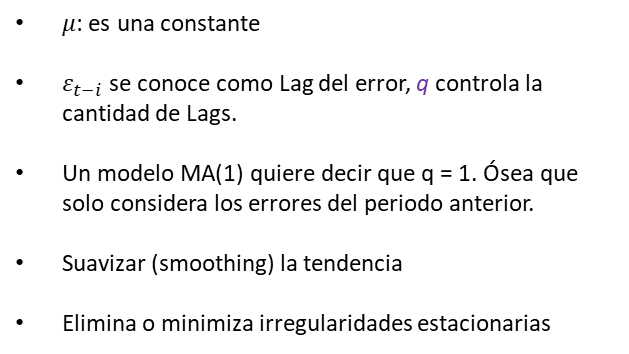 • μ: es una constante
• εt−i se conoce como Lag del error, q controla la
cantidad de Lags.
• Un modelo MA(1) quiere decir que q = 1. Ósea que
solo considera los errores del periodo anterior.
• Suavizar (smoothing) la tendencia
• Elimina o minimiza irregularidades estacionarias